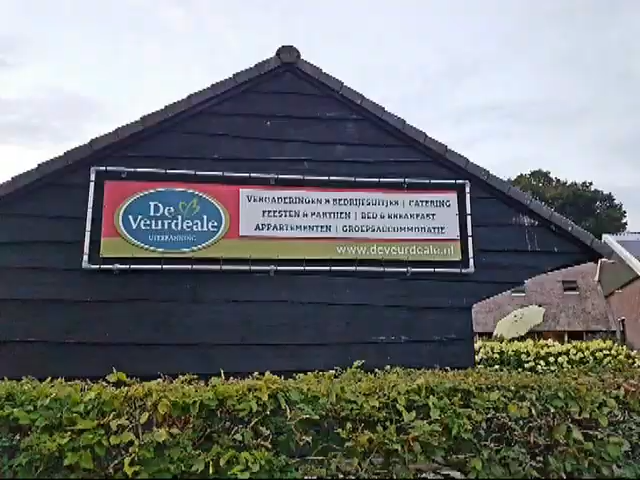 De
Veurdeale
UITSPANNING
VERGADERINGEN & BEDRIJFSUITJES | CATERING
FEESTEN & PARTIJEN | BED & BREAKFAST
APPARTEMENTEN | GROEPSACCOMMODATIE
www.deveurdeale.nl